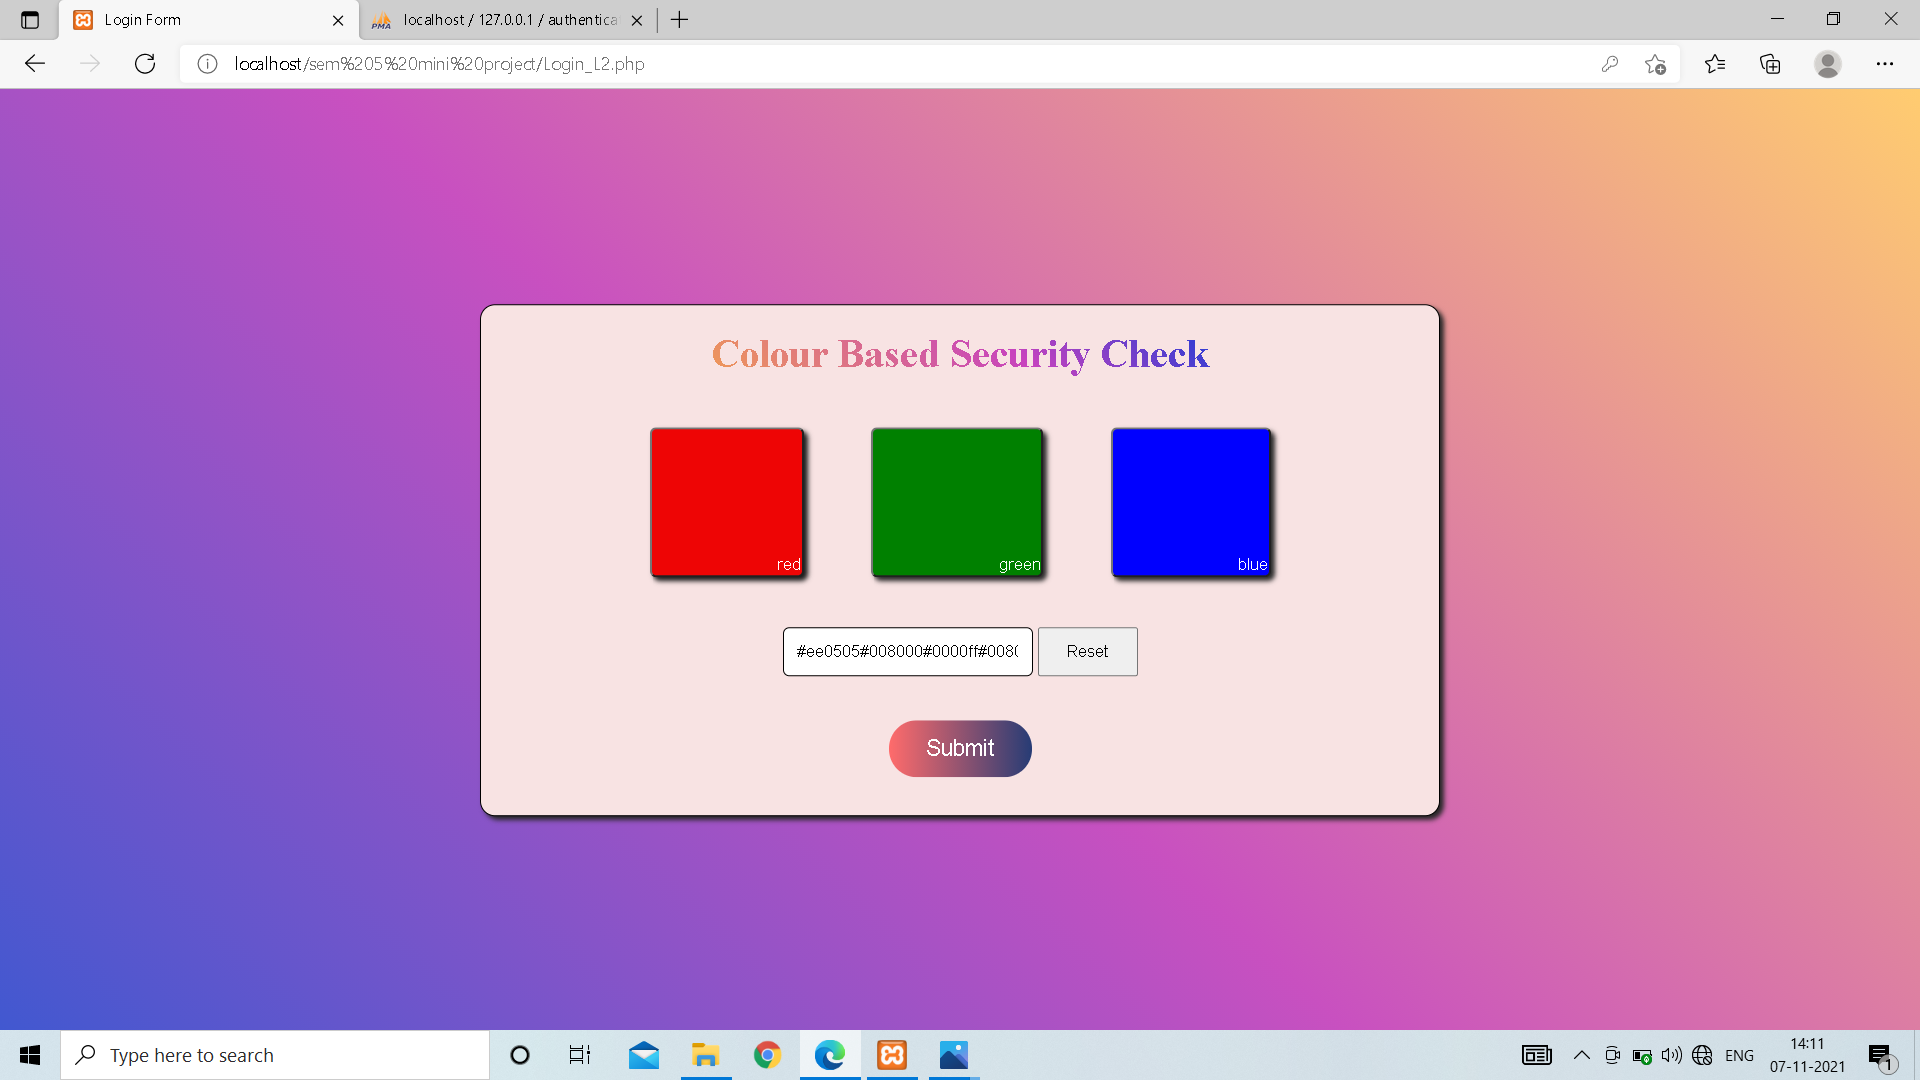 Login Form
PMA localhost / 127.0.0.1 / authentica
localhost/sem%205%20mini%20project/Login_L2.php
Colour Based Security Check
red green blue
#ee0505#008000#0000ff#0080 Reset
Submit
Type here to search
ENG
14:11
07-11-2021
1